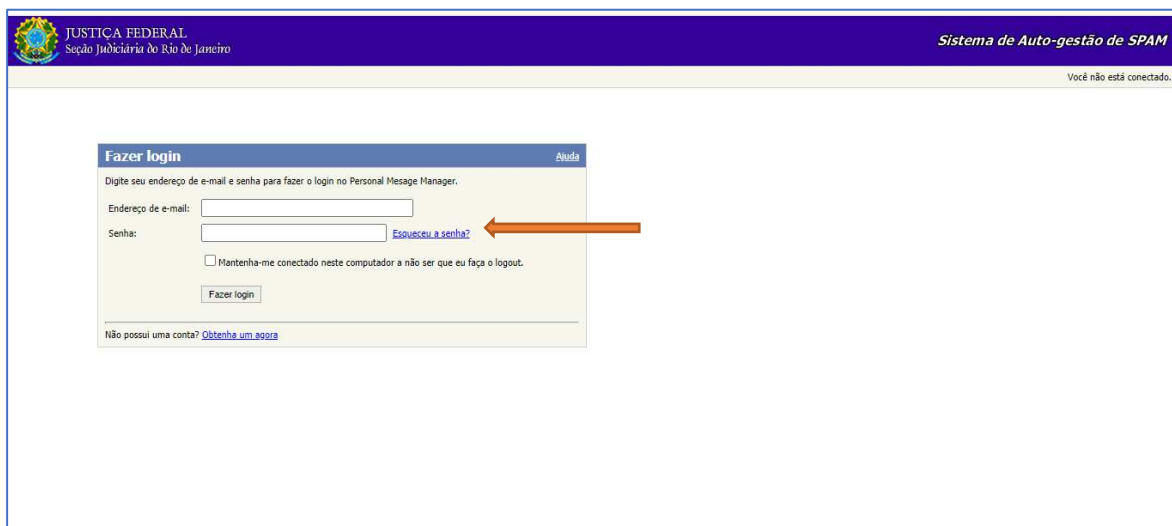 JUSTIÇA FEDERAL
Seção Judiciária do Rio de Janeiro
Sistema de Auto-gestão de SPAM
Você não está conectado.
Fazer login Ajuda
Digite seu endereço de e-mail e senha para fazer o login no Personal Mesage Manager.
Endereço de e-mail:
Senha: Esqueceu a senha?
Mantenha-me conectado neste computador a não ser que eu faça o logout.
Fazer login
Não possui uma conta? Obtenha um agora